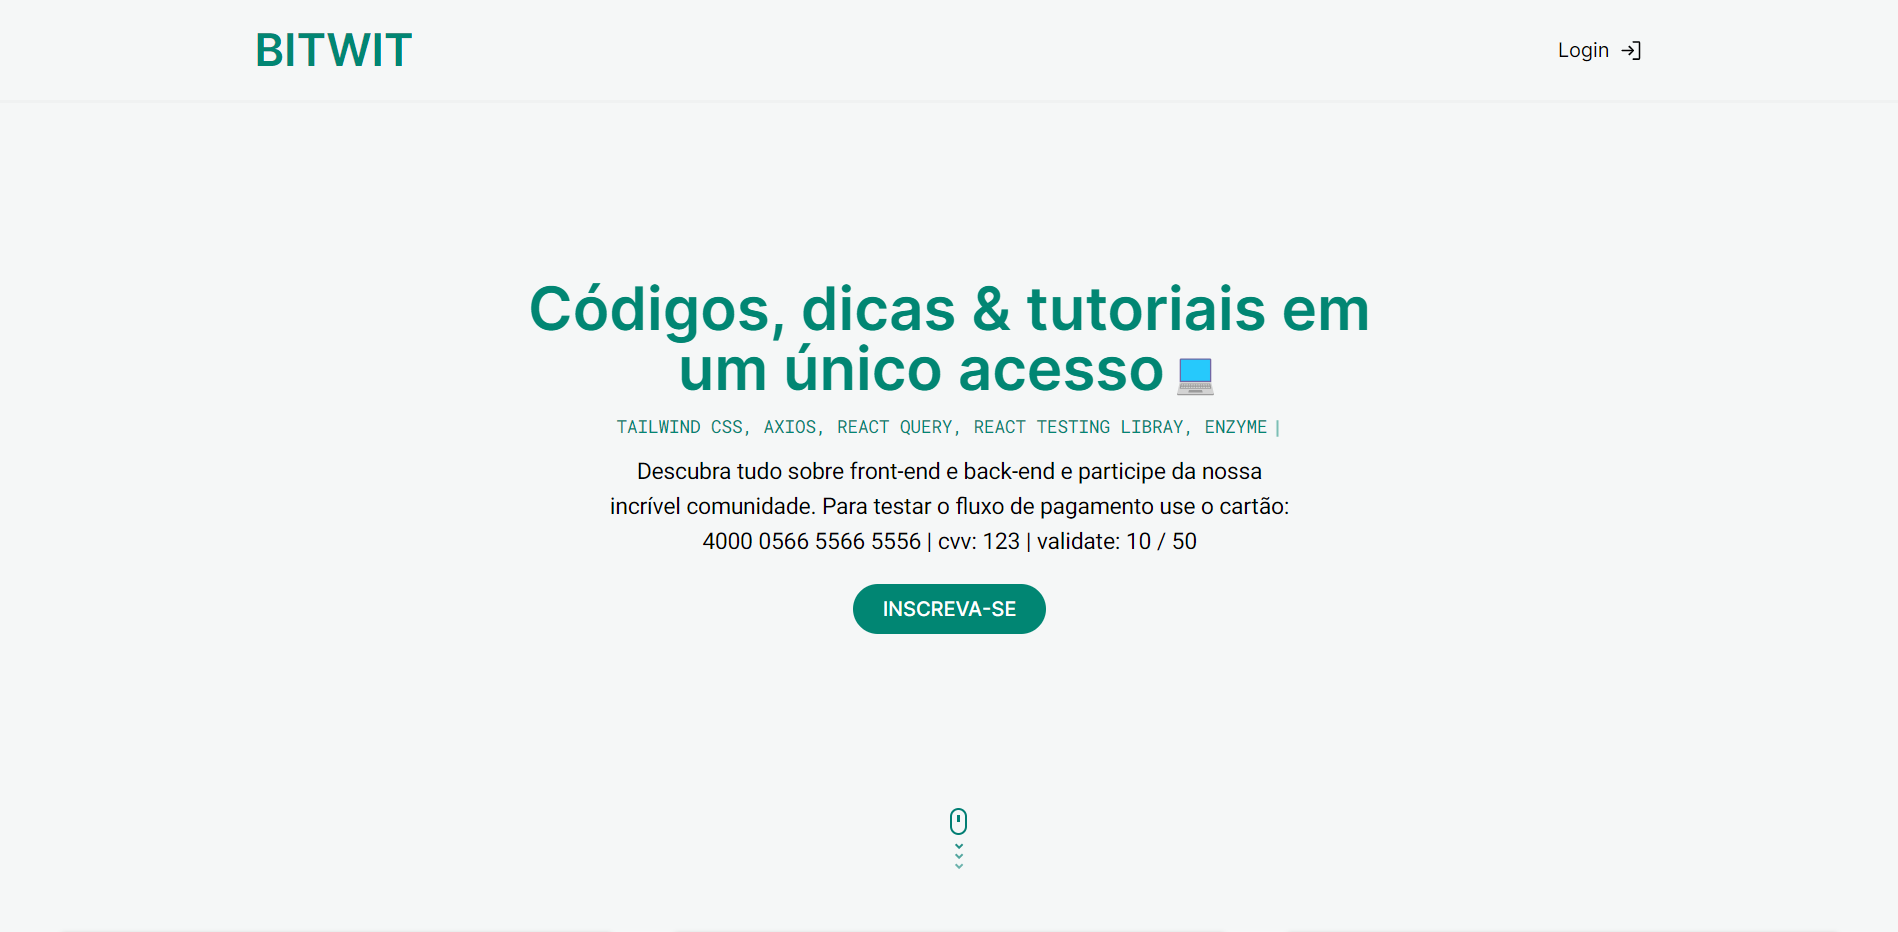 BITWIT
Login
Códigos, dicas & tutoriais em
um único acesso
TAILWIND CSS, AXIOS, REACT QUERY, REACT TESTING LIBRAY, ENZYME |
Descubra tudo sobre front-end e back-end e participe da nossa
incrível comunidade. Para testar o fluxo de pagamento use o cartão:
4000 0566 5566 5556 | cvv: 123 | validate: 10 / 50
INSCREVA-SE